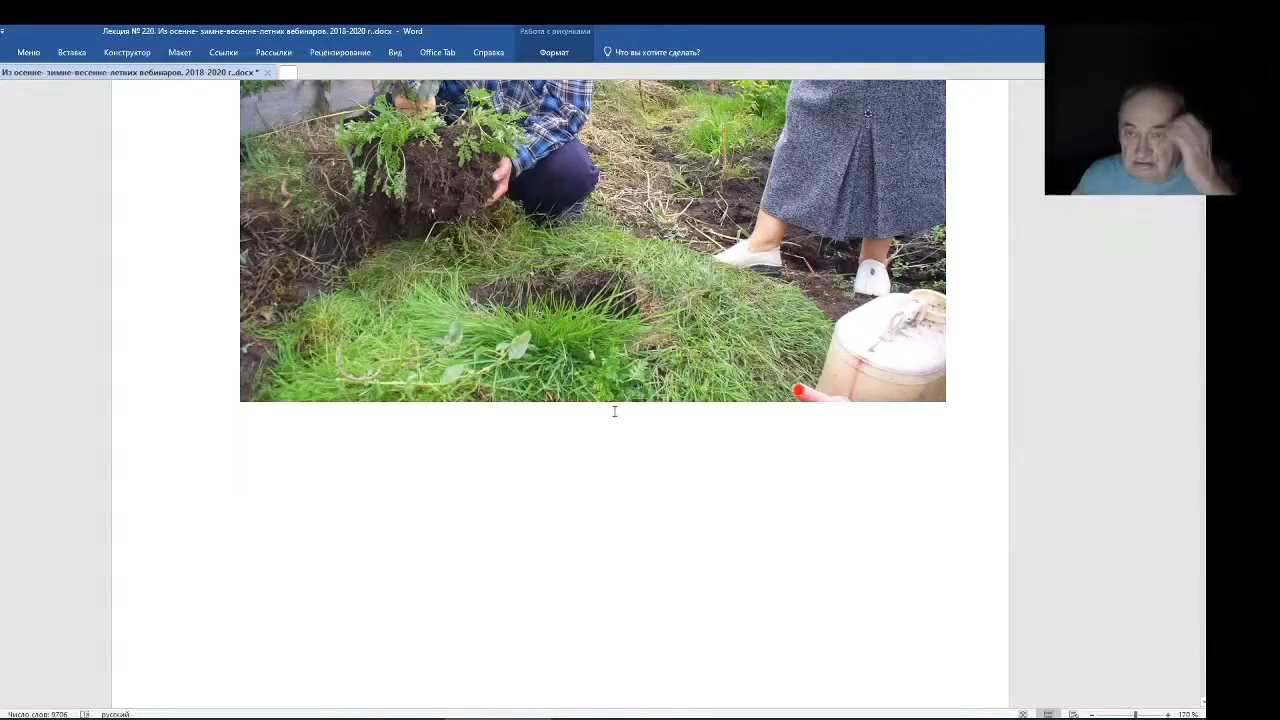 Лекция № 220. Из осенне- зимне-весенне-летних вебинаров. 2018-2020 г..docx - Word
Работа с рисунками
Меню Вставка Конструктор Макет Ссылки Рассылки Рецензирование Вид Office Tab Справка Формат Что вы хотите сделать?
Из осенне- зимне-весенне-летних вебинаров. 2018-2020 г..docx *
Число слов: 9706 русский 170 %